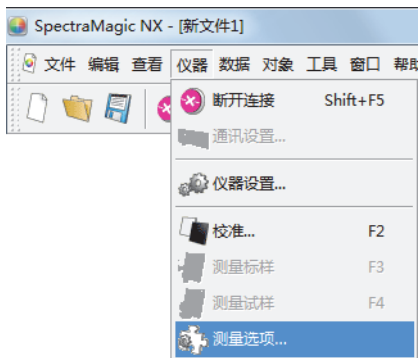 SpectraMagic NX - [新文件1]
文件 编辑 查看 仪器 数据 对象 工具 窗口
断开连接 Shift+F5
通讯设置...
仪器设置...
校准... F2
测量标样 F3
测量试样 F4
测量选项...